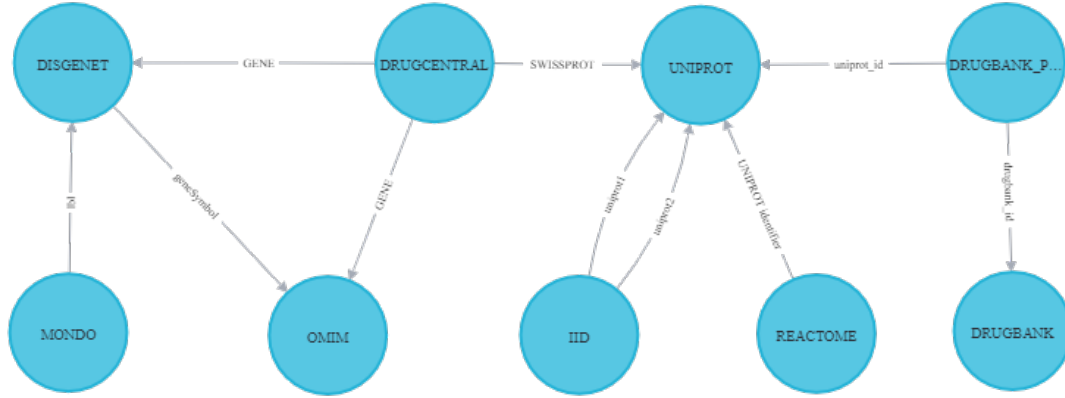 DISGENET
GENE
DRUGCENTRAL
SWISSPROT
UNIPROT
uniprot_id
DRUGBANK_P...
id
geneSymbol
GENE
uniprot1
uniprot2
UNIPROT identifier
drugbank_id
MONDO
OMIM
IID
REACTOME
DRUGBANK